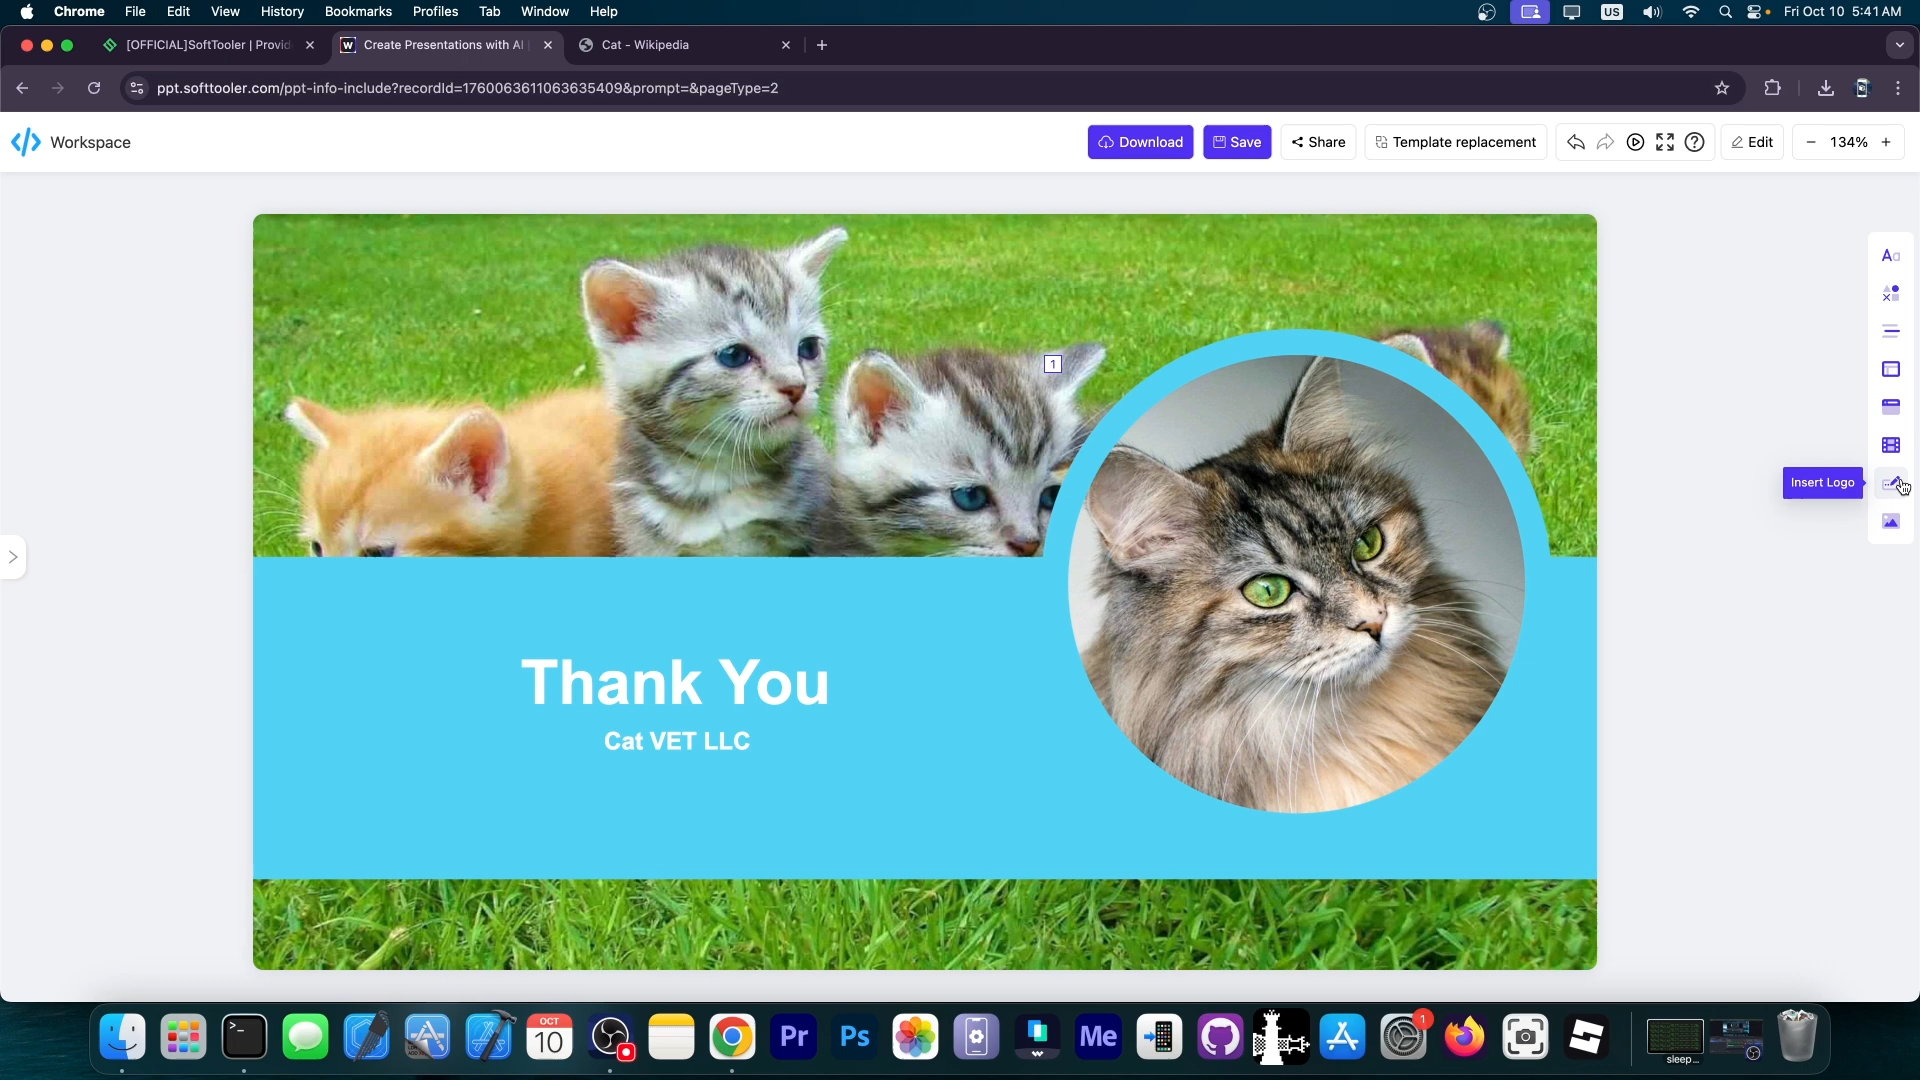 Chrome File Edit View History Bookmarks Profiles Tab Window Help
US
Fri Oct 10 5:41 AM
[OFFICIAL]SoftTooler | Provid
Create Presentations with AI
Cat - Wikipedia
ppt.softtooler.com/ppt-info-include?recordId=1760063611063635409&prompt=&pageType=2
Workspace
Download
Save
Share
Template replacement
Edit
134%
Aa
1
Insert Logo
Thank You
Cat VET LLC
OCT
10
Pr
Ps
Me
1
sleep...